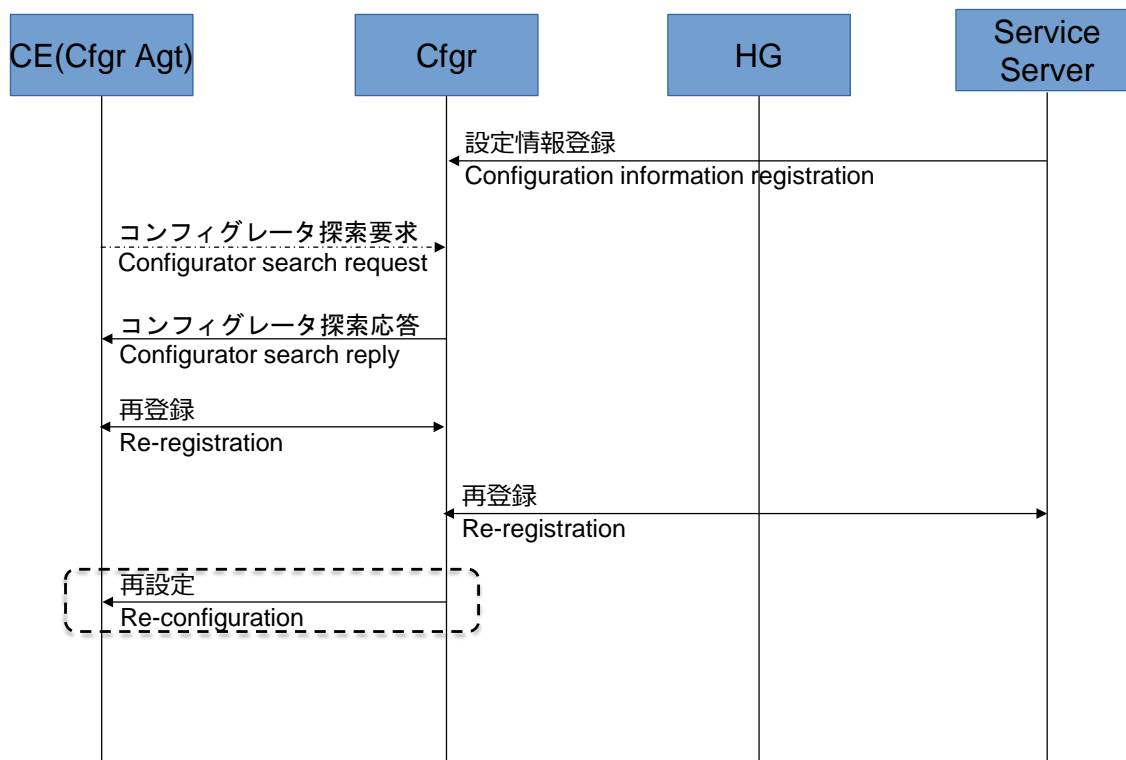 CE(Cfgr Agt)
Cfgr
HG
Service
Server
設定情報登録
Configuration information registration
コンフィグレータ探索要求
Configurator search request
コンフィグレータ探索応答
Configurator search reply
再登録
Re-registration
再登録
Re-registration
再設定
Re-configuration